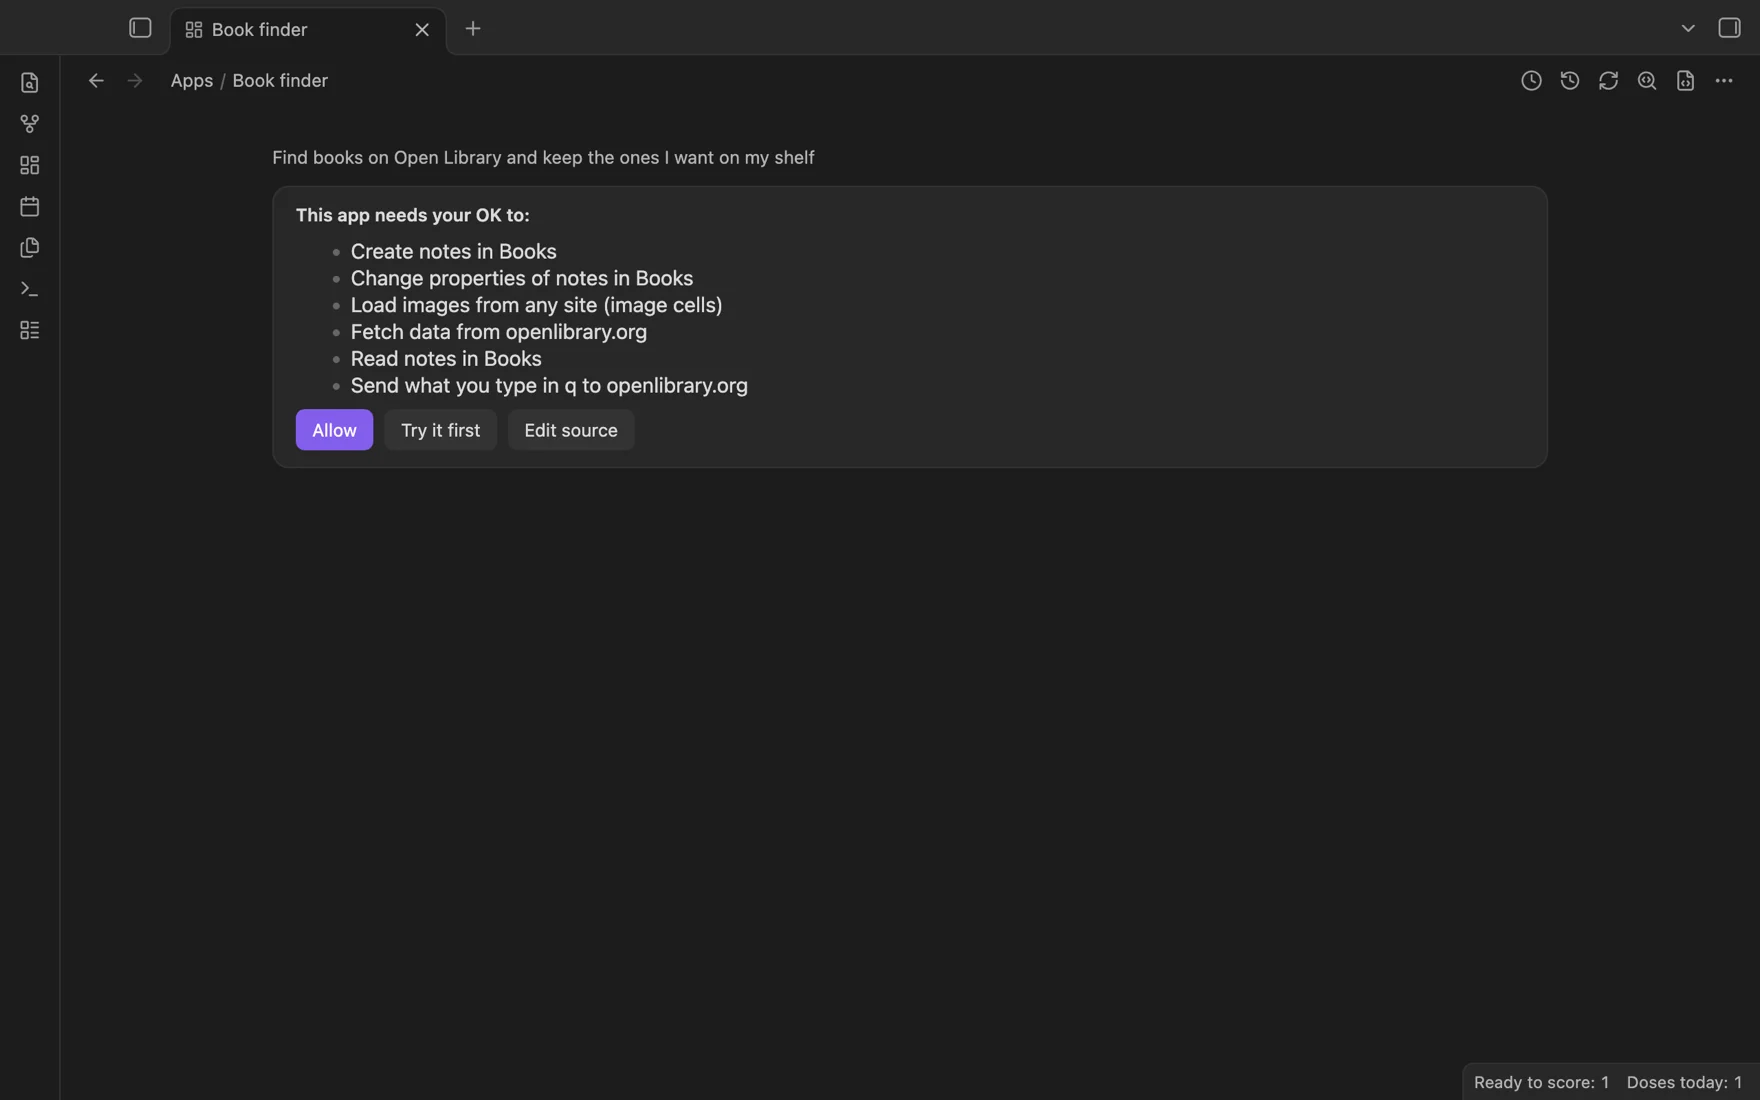 Book finder
Apps / Book finder
Find books on Open Library and keep the ones I want on my shelf
This app needs your OK to:
Create notes in Books
Change properties of notes in Books
Load images from any site (image cells)
Fetch data from openlibrary.org
Read notes in Books
Send what you type in q to openlibrary.org
Allow
Try it first
Edit source
Ready to score: 1 Doses today: 1